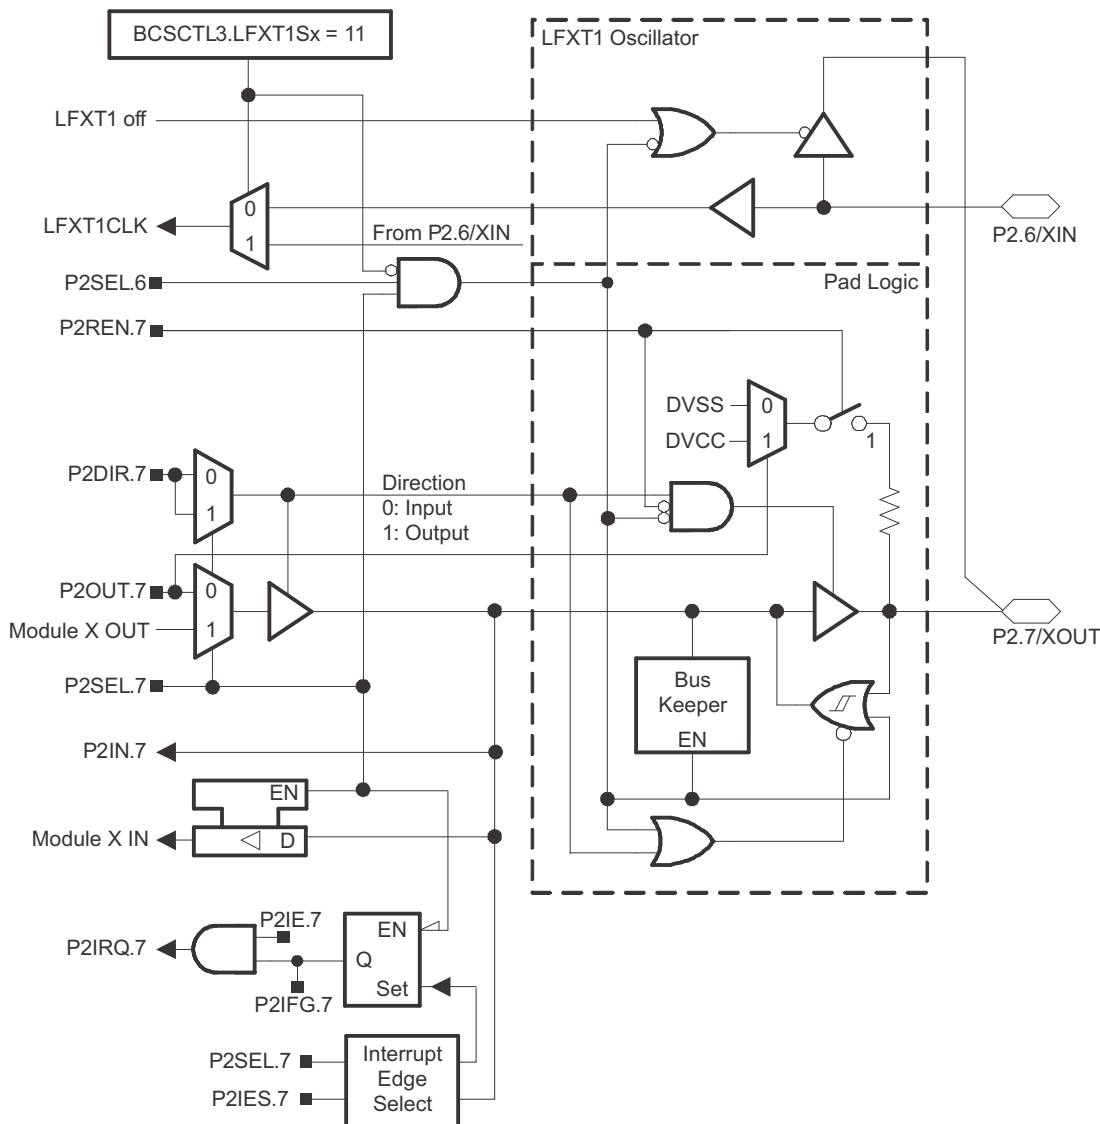 BCSCTL3.LFXT1Sx = 11
LFXT1 Oscillator
LFXT1 off
0
LFXT1CLK
1
From P2.6/XIN
P2.6/XIN
P2SEL.6
Pad Logic
P2REN.7
DVSS
0
DVCC
1
1
P2DIR.7
0
1
Direction
0: Input
1: Output
P2OUT.7
0
Module X OUT
1
P2.7/XOUT
P2SEL.7
Bus
Keeper
EN
P2IN.7
EN
Module X IN
D
P2IE.7
EN
P2IRQ.7
Q
Set
P2IFG.7
P2SEL.7
P2IES.7
Interrupt
Edge
Select